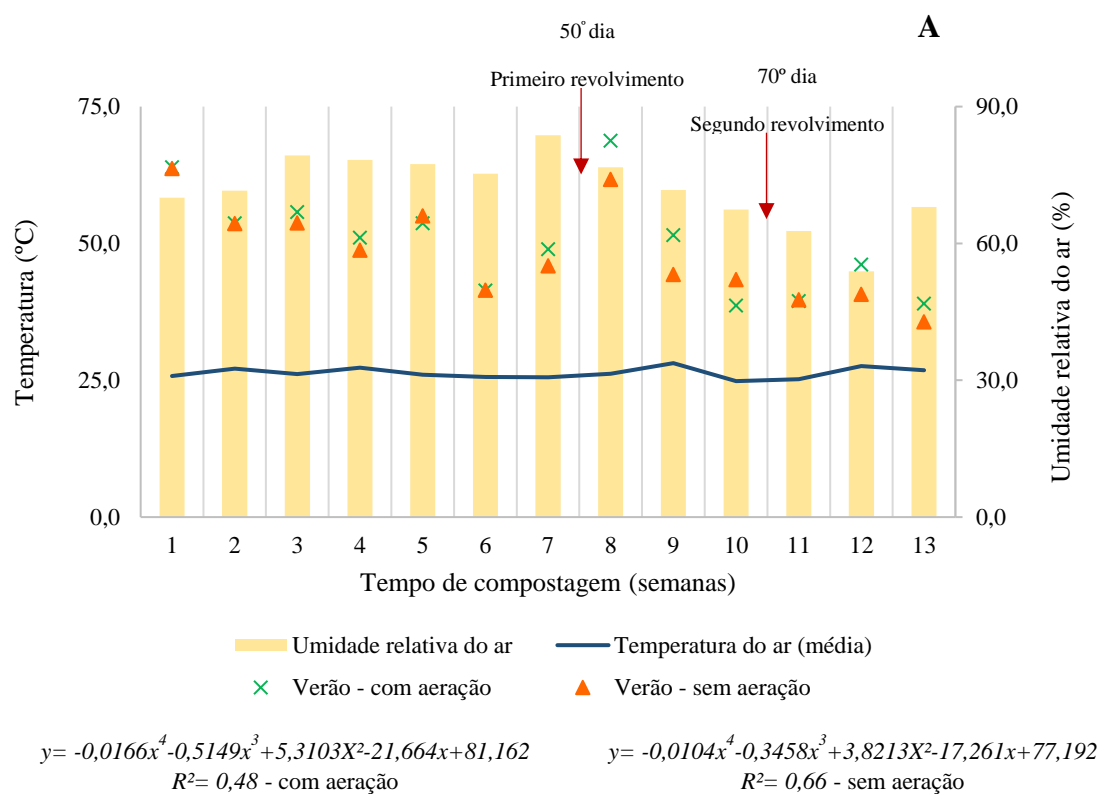 50º dia
A
70º dia
Primeiro revolvimento
Segundo revolvimento
75,0
50,0
25,0
0,0
Temperatura (ºC)
90,0
60,0
30,0
0,0
Umidade relativa do ar (%)
1 2 3 4 5 6 7 8 9 10 11 12 13
Tempo de compostagem (semanas)
Umidade relativa do ar
Temperatura do ar (média)
Verão - com aeração
Verão - sem aeração
y= -0,0166x⁴-0,5149x³+5,3103X²-21,664x+81,162
R²= 0,48 - com aeração
y= -0,0104x⁴-0,3458x³+3,8213X²-17,261x+77,192
R²= 0,66 - sem aeração